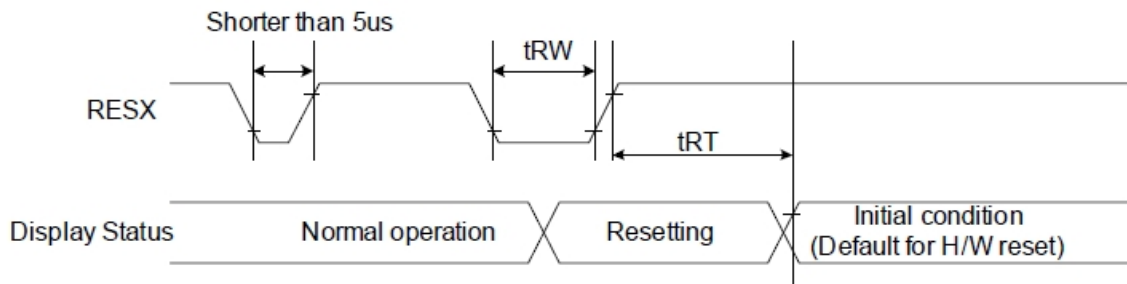 Shorter than 5us
tRW
RESX
tRT
Display Status
Normal operation
Resetting
Initial condition
(Default for H/W reset)